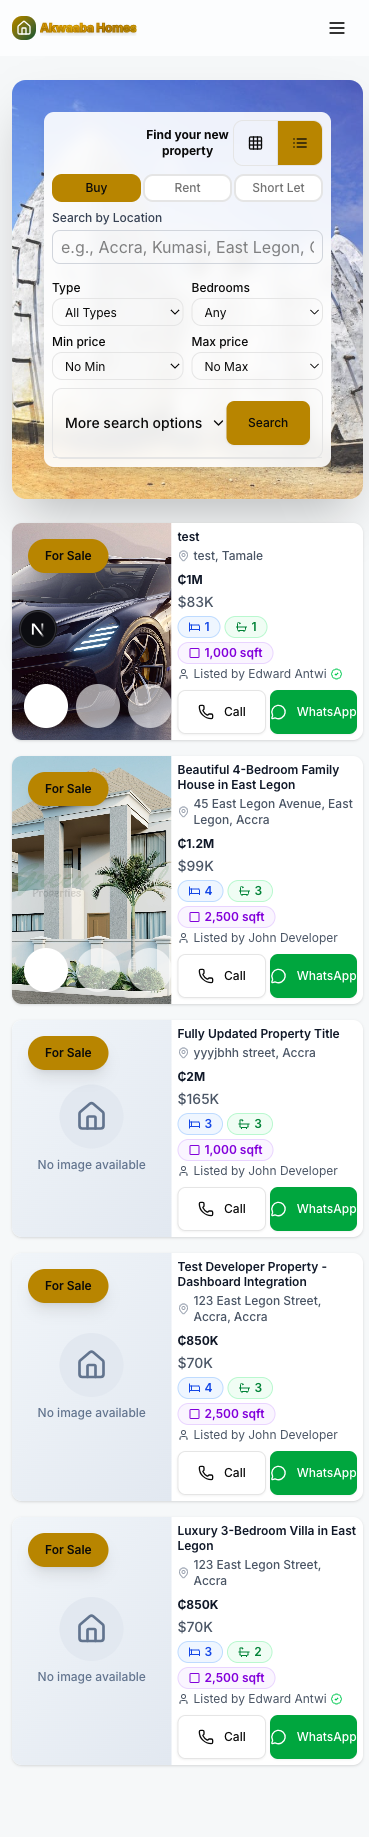 Akwaaba Homes
Find your new
property
Buy
Rent
Short Let
Search by Location
e.g., Accra, Kumasi, East Legon, C
Type
Bedrooms
All Types
Any
Min price
Max price
No Min
No Max
More search options
Search
For Sale
N
test
test, Tamale
₵1M
$83K
1
1
1,000 sqft
Listed by Edward Antwi
Call
WhatsApp
For Sale
Properties
Beautiful 4-Bedroom Family
House in East Legon
45 East Legon Avenue, East
Legon, Accra
₵1.2M
$99K
4
3
2,500 sqft
Listed by John Developer
Call
WhatsApp
For Sale
No image available
Fully Updated Property Title
yyyjbhh street, Accra
₵2M
$165K
3
3
1,000 sqft
Listed by John Developer
Call
WhatsApp
For Sale
No image available
Test Developer Property -
Dashboard Integration
123 East Legon Street,
Accra, Accra
₵850K
$70K
4
3
2,500 sqft
Listed by John Developer
Call
WhatsApp
For Sale
No image available
Luxury 3-Bedroom Villa in East
Legon
123 East Legon Street,
Accra
₵850K
$70K
3
2
2,500 sqft
Listed by Edward Antwi
Call
WhatsApp